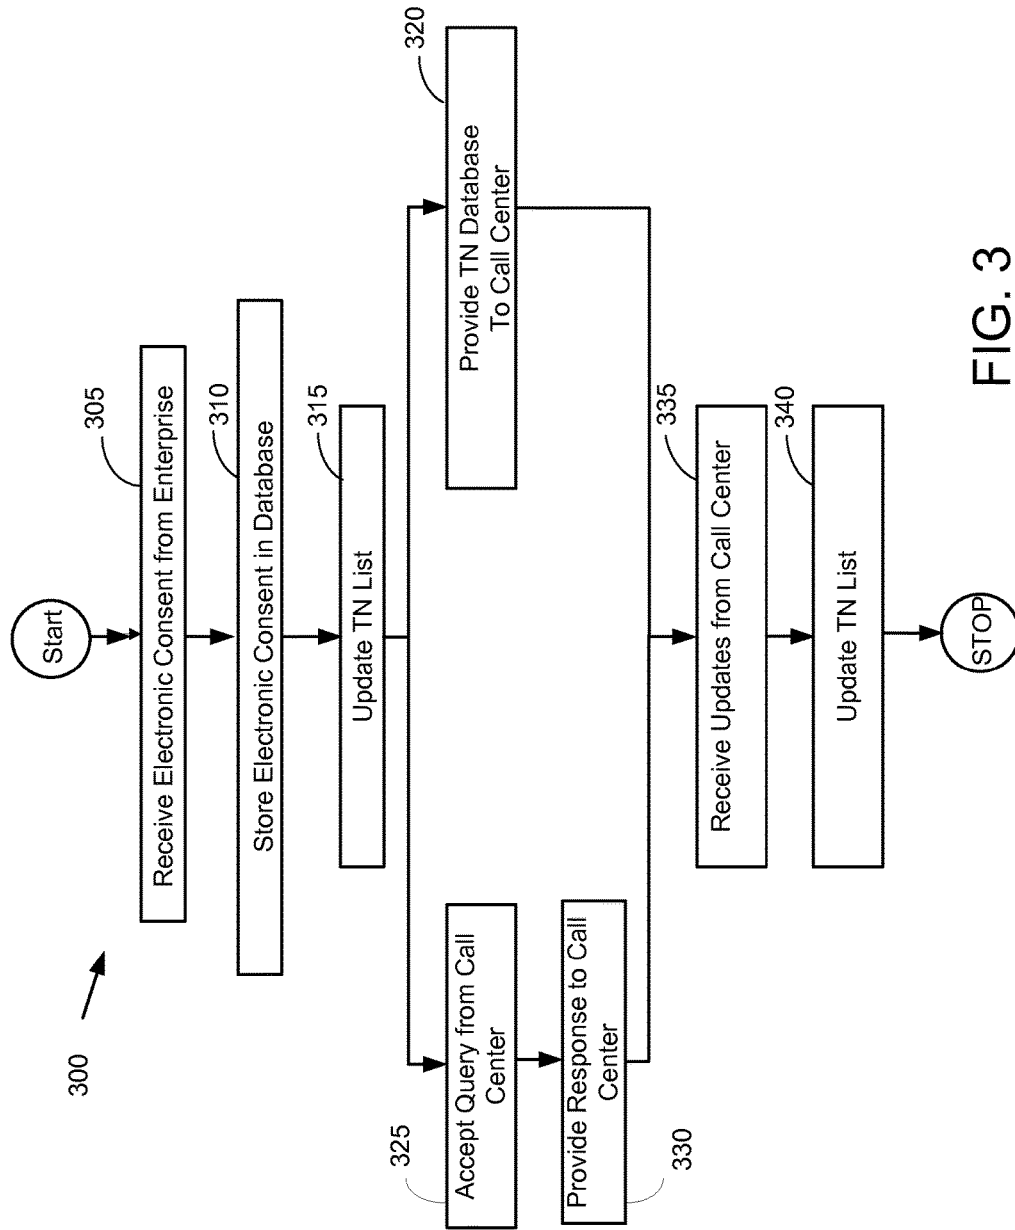 300
Start
305
Receive Electronic Consent from Enterprise
310
Store Electronic Consent in Database
315
Update TN List
325
Accept Query from Call
Center
320
Provide TN Database
To Call Center
330
Provide Response to Call
Center
335
Receive Updates from Call Center
340
Update TN List
STOP
FIG. 3